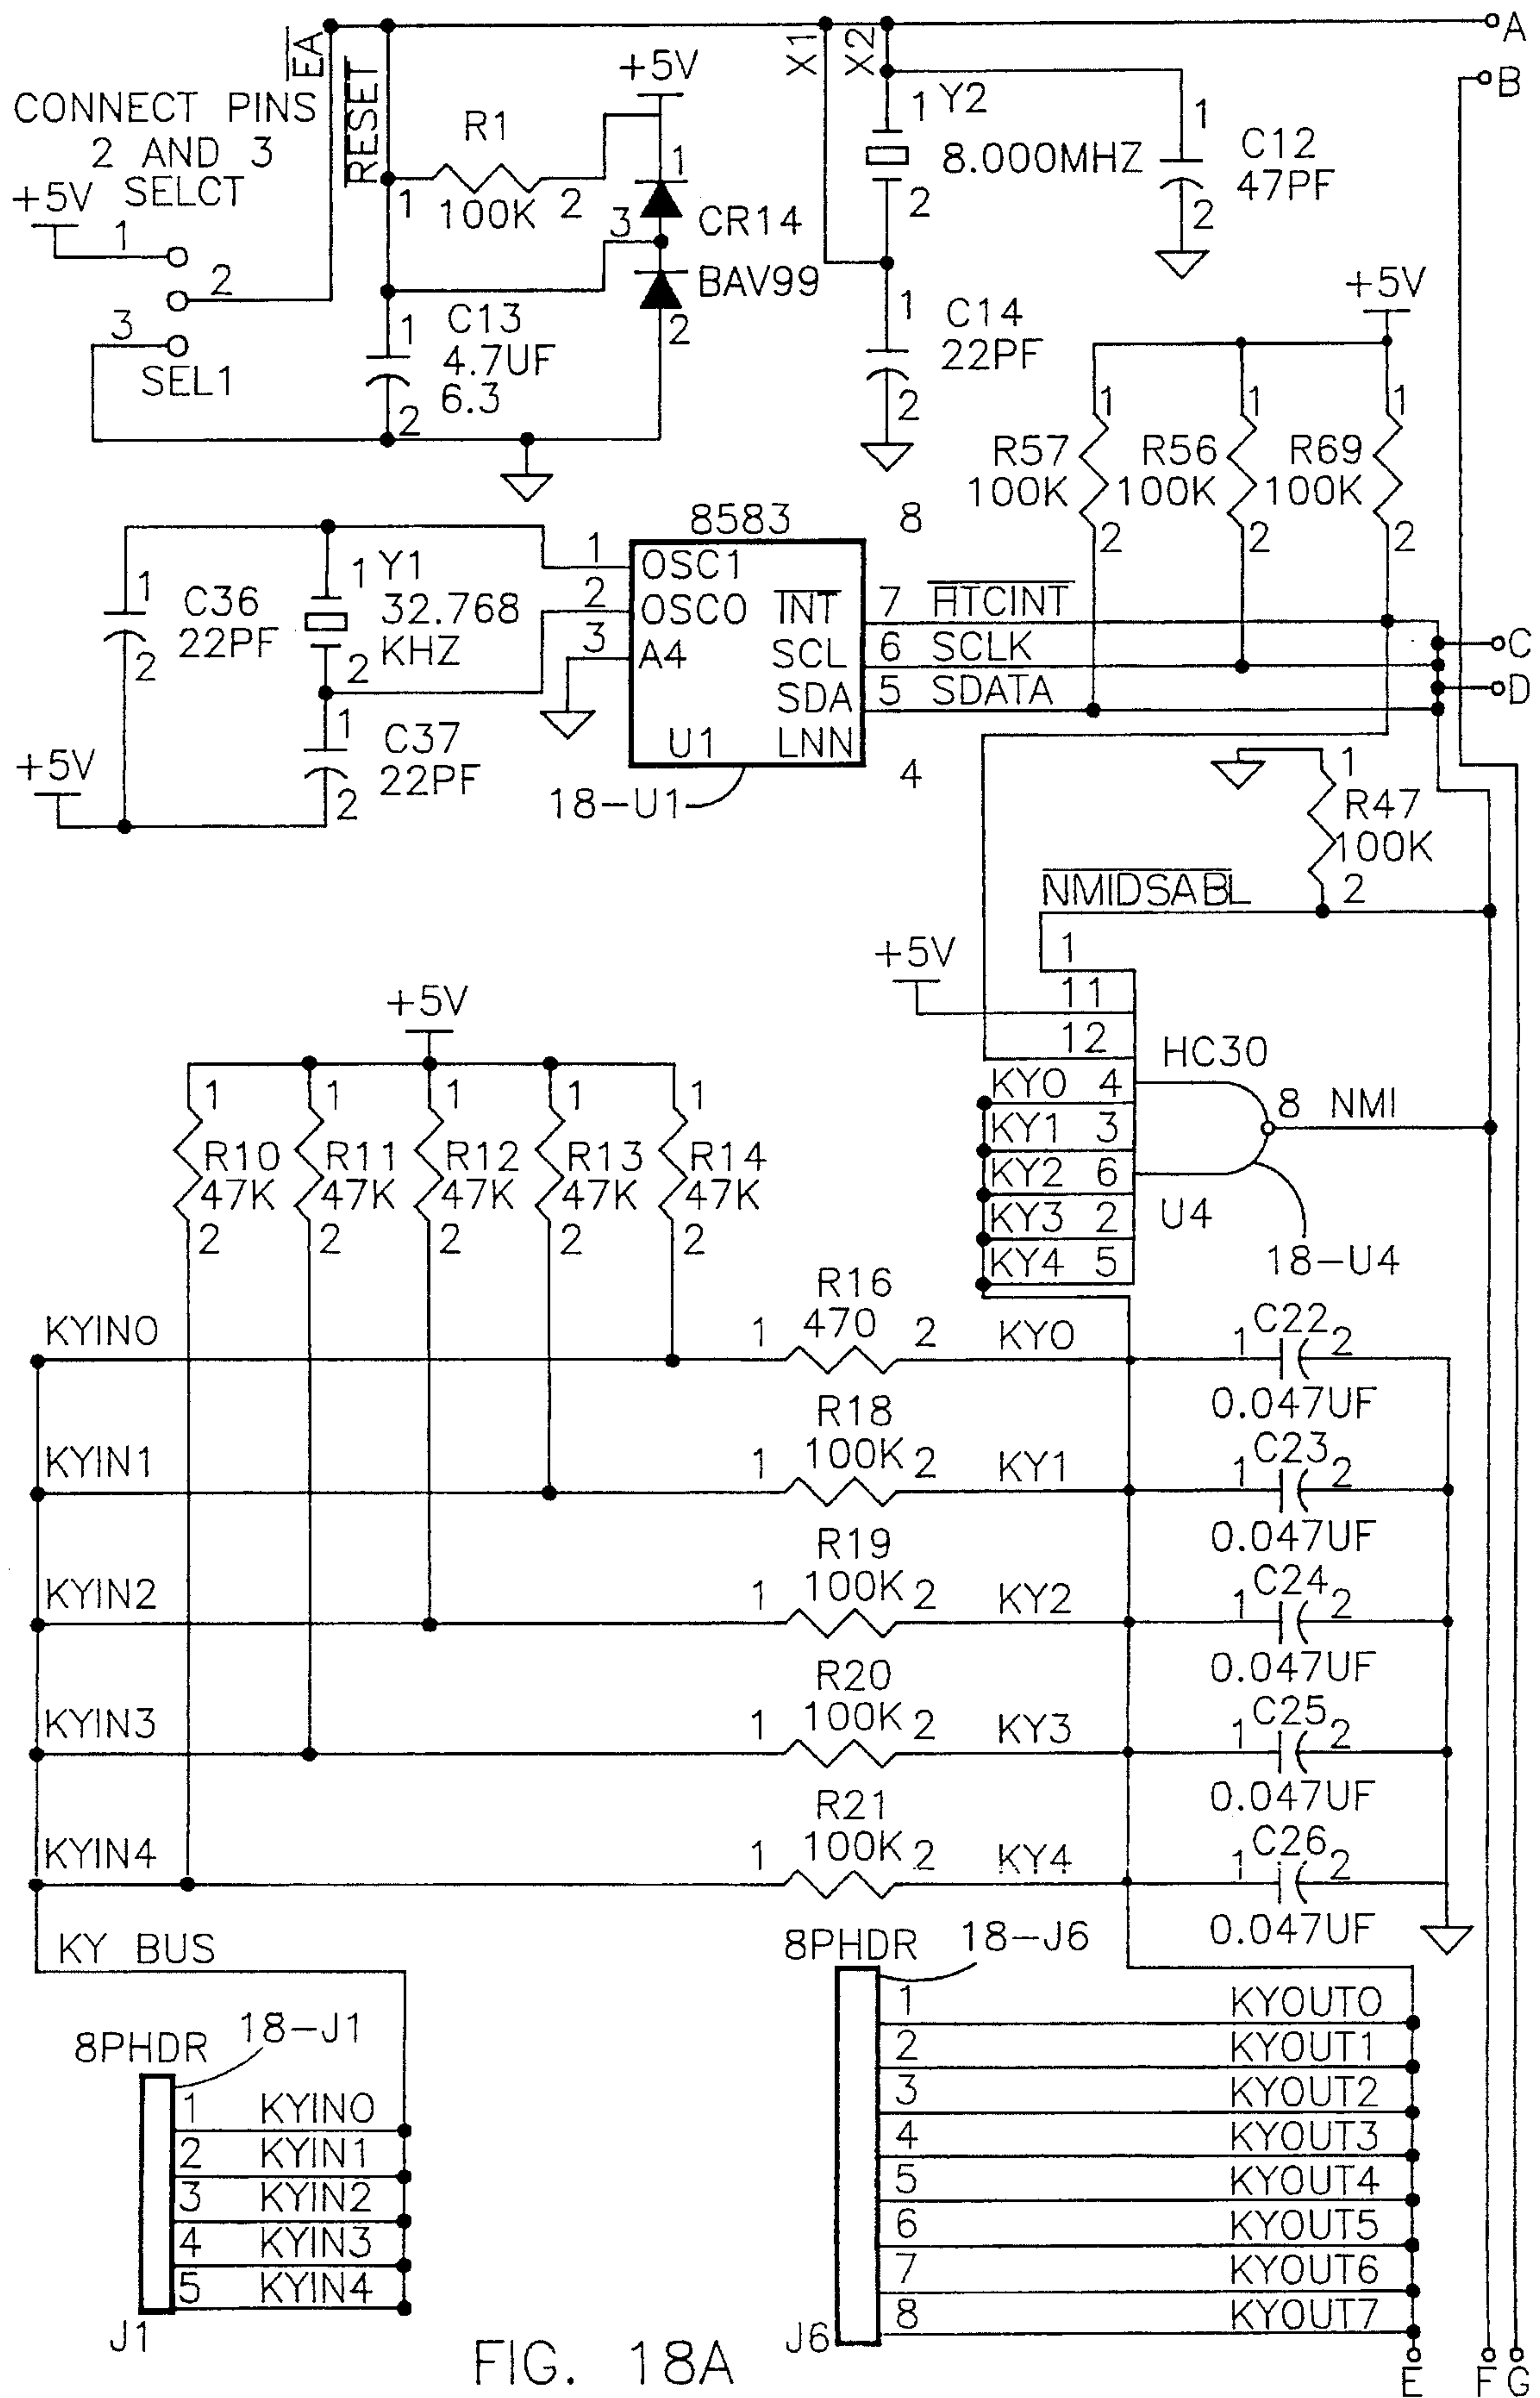 A
B
EA
RESET
X1
X2
+5V
CONNECT PINS
2 AND 3
SELCT
+5V
1
2
3
SEL1
R1
1
100K
2
1
3
CR14
BAV99
2
1
C13
4.7UF
6.3
2
1
Y2
8.000MHZ
2
1
C12
47PF
2
1
C14
22PF
2
+5V
1
R57
100K
2
1
R56
100K
2
1
R69
100K
2
1
C36
22PF
2
1
Y1
32.768
KHZ
2
1
C37
22PF
2
+5V
8583
8
1
OSC1
2
OSCO
3
A4
INT
7
RTCINT
SCL
6
SCLK
SDA
5
SDATA
U1
LNN
4
18-U1
C
D
1
R47
100K
2
NMIDSABL
1
+5V
11
12
HC30
KYO
4
KY1
3
KY2
6
KY3
2
KY4
5
8
NMI
U4
18-U4
+5V
1
R10
47K
2
1
R11
47K
2
1
R12
47K
2
1
R13
47K
2
1
R14
47K
2
KYINO
1
R16
470
2
KYO
1
C22
2
0.047UF
KYIN1
1
R18
100K
2
KY1
1
C23
2
0.047UF
KYIN2
1
R19
100K
2
KY2
1
C24
2
0.047UF
KYIN3
1
R20
100K
2
KY3
1
C25
2
0.047UF
KYIN4
1
R21
100K
2
KY4
1
C26
2
0.047UF
KY BUS
8PHDR
18-J1
1
KYINO
2
KYIN1
3
KYIN2
4
KYIN3
5
KYIN4
J1
8PHDR
18-J6
1
KYOUTO
2
KYOUT1
3
KYOUT2
4
KYOUT3
5
KYOUT4
6
KYOUT5
7
KYOUT6
8
KYOUT7
J6
E
F
G
FIG. 18A